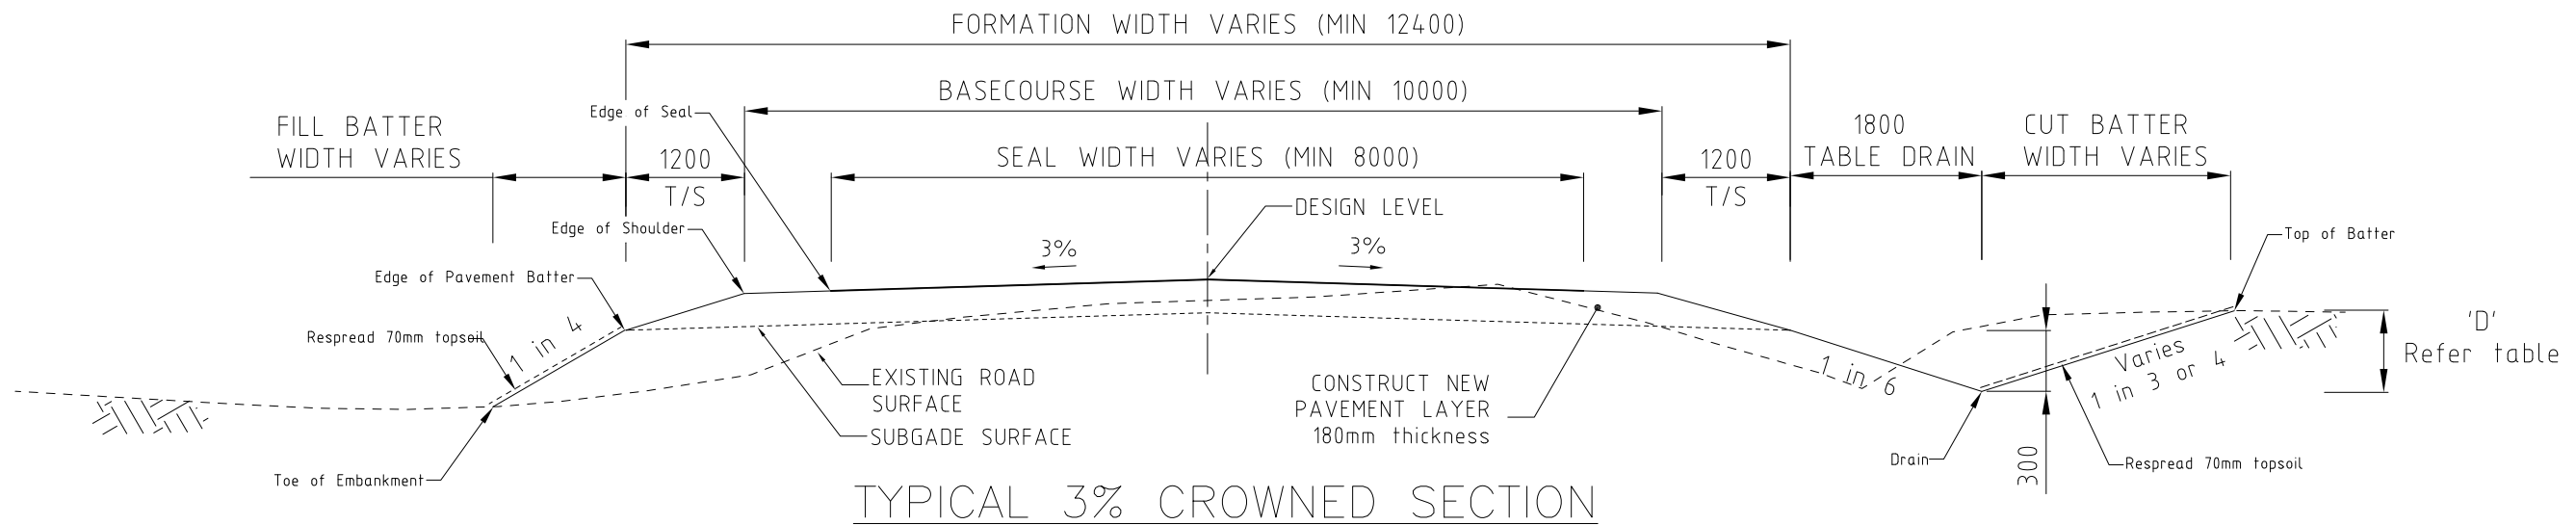 FORMATION WIDTH VARIES (MIN 12400)
BASECOURSE WIDTH VARIES (MIN 10000)
Edge of Seal
FILL BATTER
WIDTH VARIES
1200
T/S
SEAL WIDTH VARIES (MIN 8000)
1200
T/S
1800
TABLE DRAIN
CUT BATTER
WIDTH VARIES
DESIGN LEVEL
Edge of Shoulder
3%
3%
Top of Batter
Edge of Pavement Batter
Respread 70mm topsoil
1 in 4
EXISTING ROAD
SURFACE
SUBGADE SURFACE
CONSTRUCT NEW
PAVEMENT LAYER
180mm thickness
1 in 6
Varies
1 in 3 or 4
'D'
Refer table
Toe of Embankment
Drain
300
Respread 70mm topsoil
TYPICAL 3% CROWNED SECTION